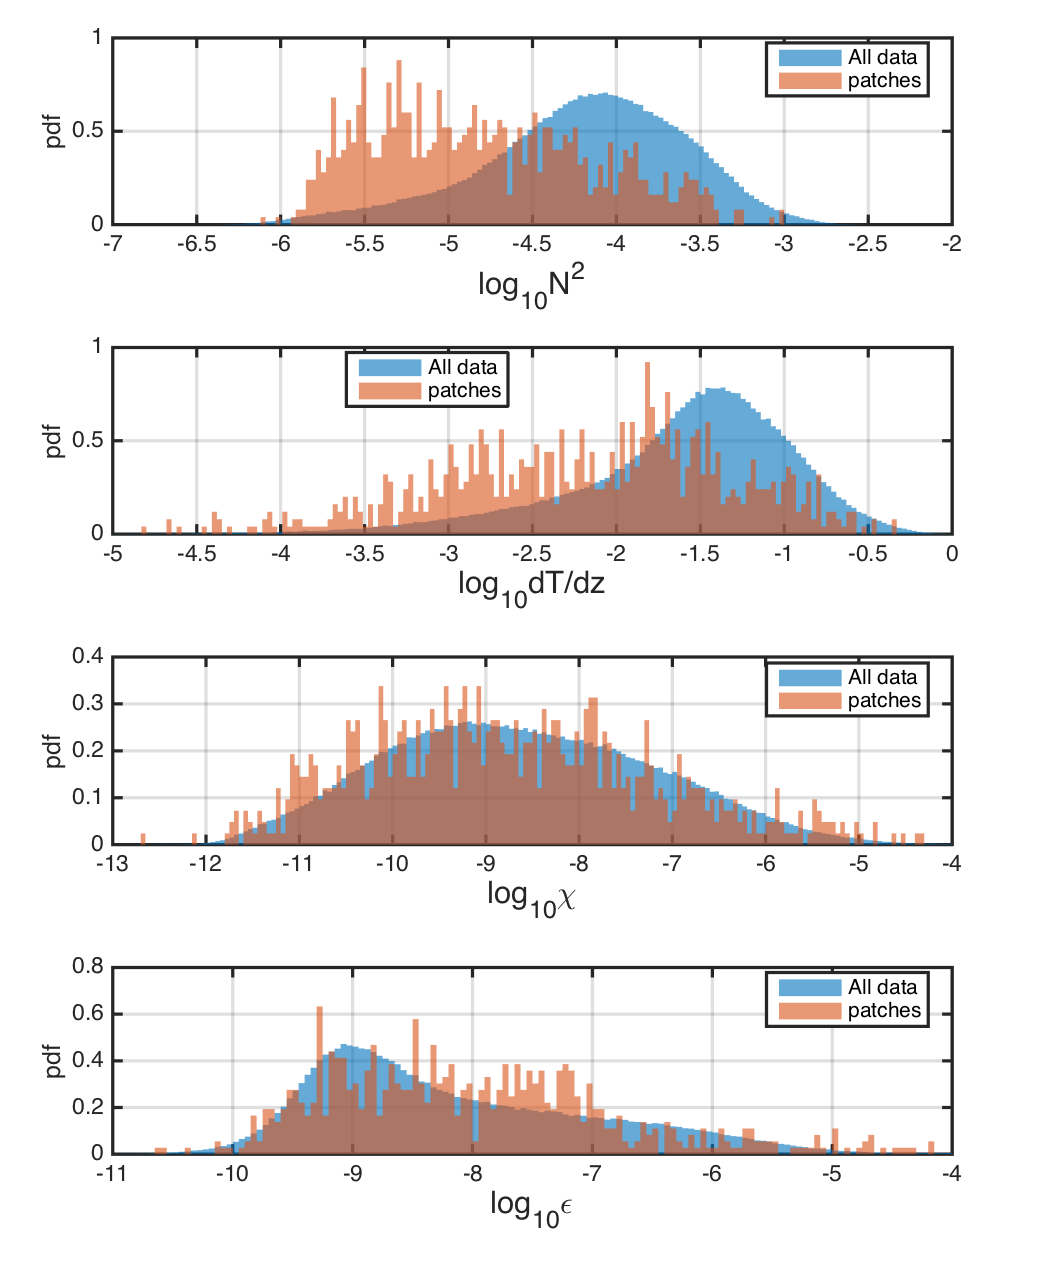 1
0.5
0
pdf
All data
patches
-7 -6.5 -6 -5.5 -5 -4.5 -4 -3.5 -3 -2.5 -2
log10N2
1
0.5
0
pdf
All data
patches
-5 -4.5 -4 -3.5 -3 -2.5 -2 -1.5 -1 -0.5 0
log10dT/dz
0.4
0.3
0.2
0.1
0
pdf
All data
patches
-13 -12 -11 -10 -9 -8 -7 -6 -5 -4
log10χ
0.8
0.6
0.4
0.2
0
pdf
All data
patches
-11 -10 -9 -8 -7 -6 -5 -4
log10ϵ